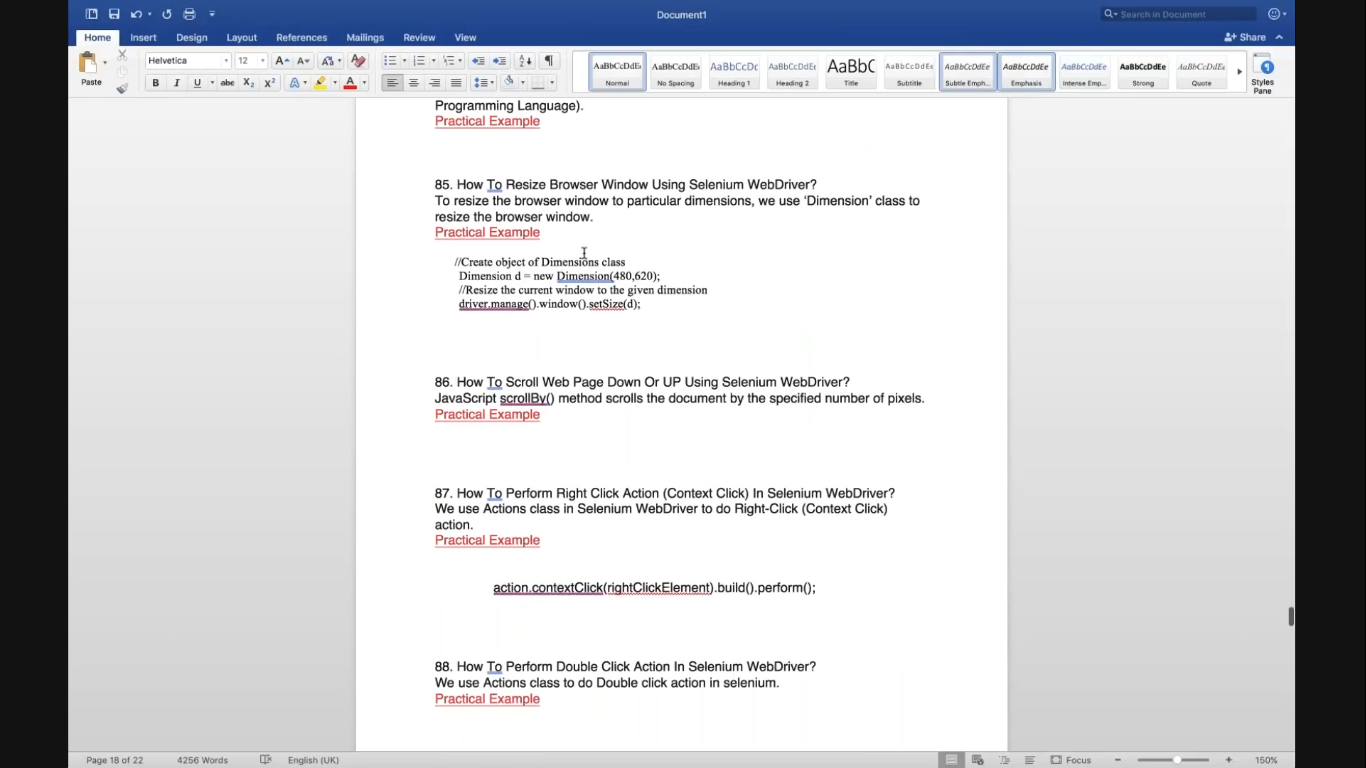 Document1
Search in Document
Home Insert Design Layout References Mailings Review View
Share
Paste
Helvetica 12
AaBbCcDdEe AaBbCcDdEe AaBbCcDc AaBbCcDdEe AaBbC AaBbCcDdEe AaBbCcDdEe AaBbCcDdEe AaBbCcDdEe AaBbCcDdEe AaBbCcDdEe
Normal No Spacing Heading 1 Heading 2 Title Subtitle Subtle Emph... Emphasis Intense Emp... Strong Quote
Styles Pane
Programming Language).
Practical Example
85. How To Resize Browser Window Using Selenium WebDriver?
To resize the browser window to particular dimensions, we use ‘Dimension’ class to
resize the browser window.
Practical Example
//Create object of Dimensions class
Dimension d = new Dimension(480,620);
//Resize the current window to the given dimension
driver.manage().window().setSize(d);
86. How To Scroll Web Page Down Or UP Using Selenium WebDriver?
JavaScript scrollBy() method scrolls the document by the specified number of pixels.
Practical Example
87. How To Perform Right Click Action (Context Click) In Selenium WebDriver?
We use Actions class in Selenium WebDriver to do Right-Click (Context Click)
action.
Practical Example
action.contextClick(rightClickElement).build().perform();
88. How To Perform Double Click Action In Selenium WebDriver?
We use Actions class to do Double click action in selenium.
Practical Example
Page 18 of 22 4256 Words English (UK) Focus 150%